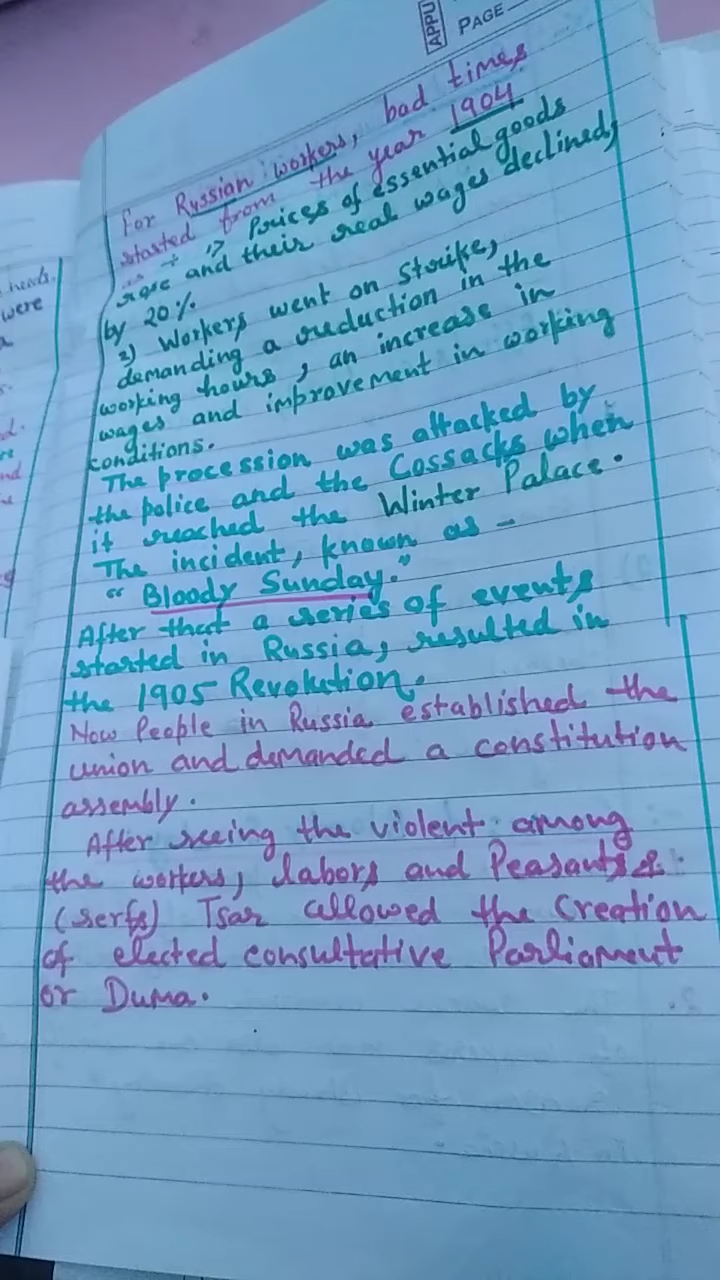 APPU
PAGE
For Russian workers, bad times
started from the year 1904
as → 1) Prices of essential goods
rose and their real wages declined,
by 20%.
2) Workers went on strike,
demanding a reduction in the
working hours, an increase in
wages and improvement in working
conditions.
The procession was attacked by
the police and the Cossacks when
it reached the Winter Palace.
The incident, known as –
"Bloody Sunday."
After that a series of events
started in Russia, resulted in
the 1905 Revolution.
Now People in Russia established the
union and demanded a constitution
assembly.
After seeing the violent among
the workers, labors and Peasants &
(serfs) Tsar allowed the creation
of elected consultative Parliament
or Duma.
heads.
were